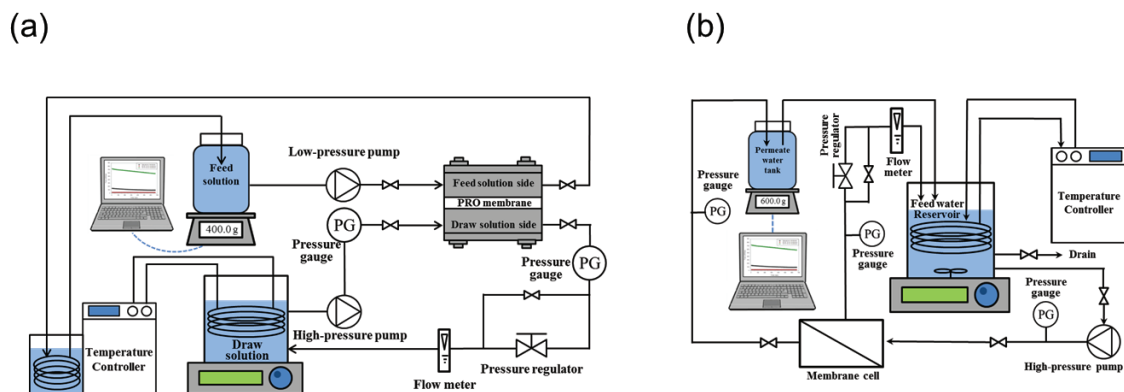 (a)
Feed
solution
400.0 g
Low-pressure pump
Feed solution side
PRO membrane
Draw solution side
PG
Pressure
gauge
Pressure
gauge
PG
High-pressure pump
Temperature
Controller
Draw
solution
Flow meter
Pressure regulator
(b)
Pressure
gauge
PG
Permeate
water
tank
600.0 g
Pressure
regulator
Flow
meter
PG
Pressure
gauge
Feed water
Reservoir
Temperature
Controller
Drain
Pressure
gauge
PG
High-pressure pump
Membrane cell